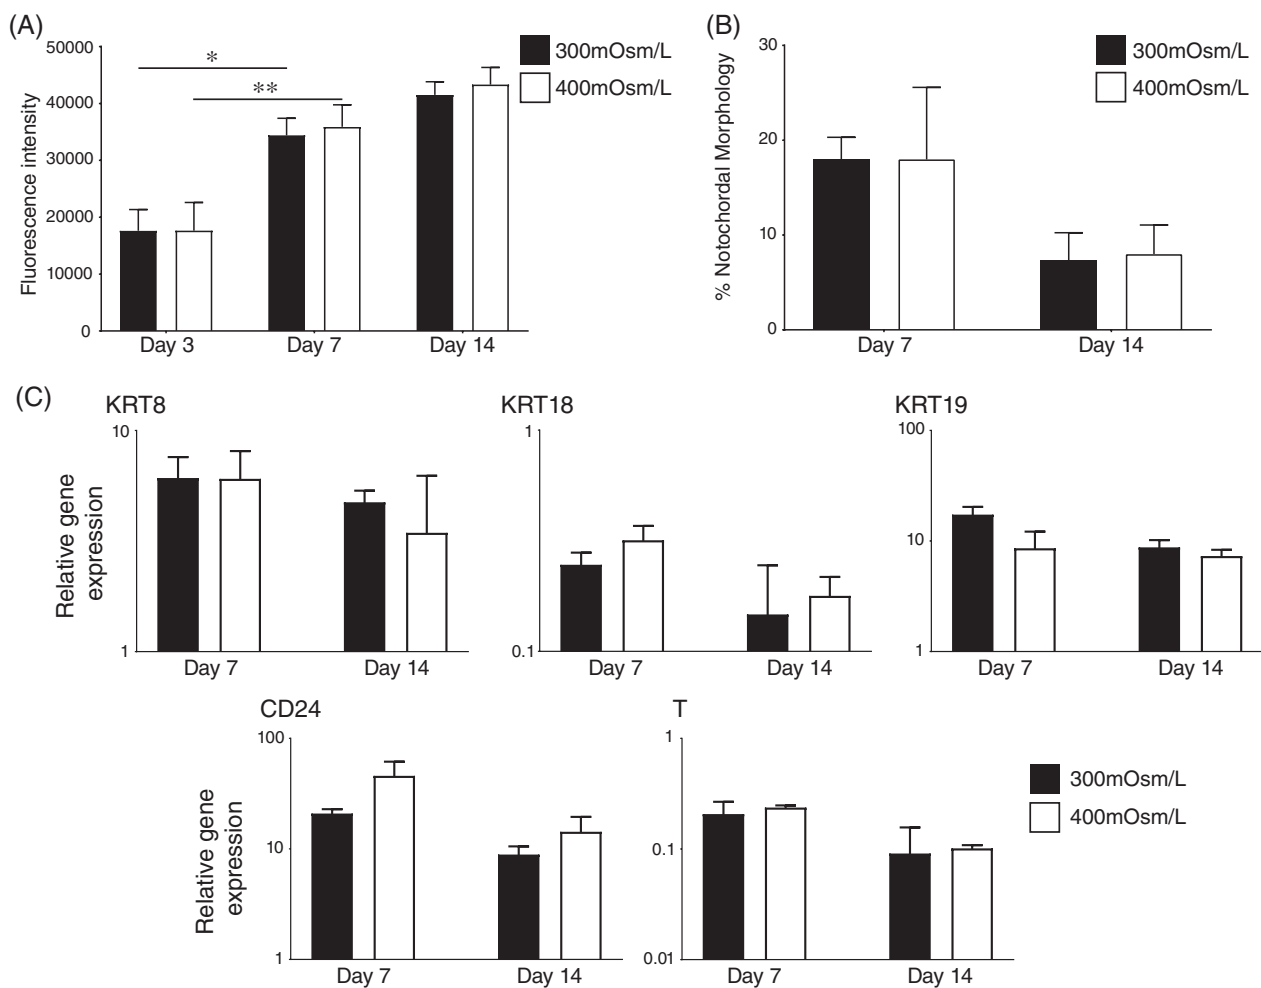 (A)
50000
40000
30000
20000
10000
0
Fluorescence intensity
*
**
300mOsm/L
400mOsm/L
Day 3
Day 7
Day 14
(B)
30
20
10
0
% Notochordal Morphology
300mOsm/L
400mOsm/L
Day 7
Day 14
(C)
KRT8
10
1
Relative gene
expression
Day 7
Day 14
KRT18
1
0.1
Day 7
Day 14
KRT19
100
10
1
Day 7
Day 14
CD24
100
10
1
Relative gene
expression
Day 7
Day 14
T
1
0.1
0.01
Day 7
Day 14
300mOsm/L
400mOsm/L